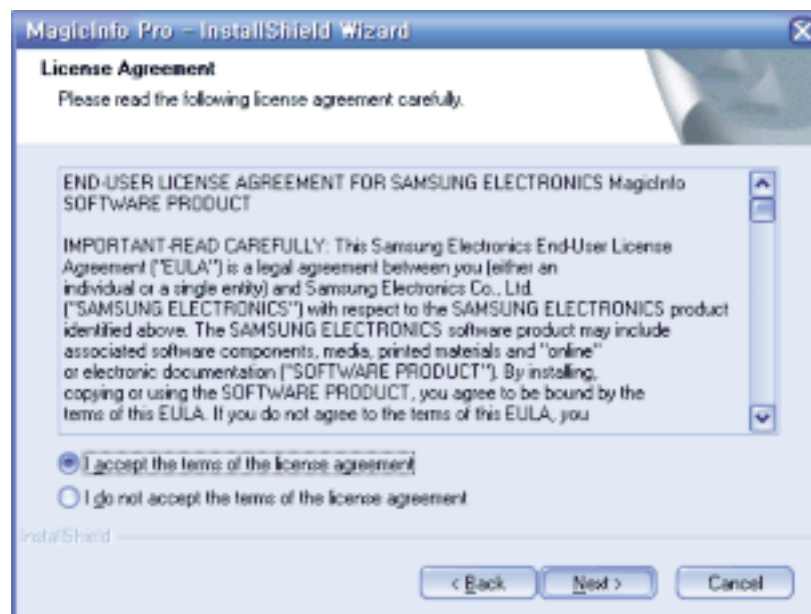 MagicInfo Pro - InstallShield Wizard
License Agreement
Please read the following license agreement carefully.
END-USER LICENSE AGREEMENT FOR SAMSUNG ELECTRONICS MagicInfo
SOFTWARE PRODUCT
IMPORTANT-READ CAREFULLY: This Samsung Electronics End-User License
Agreement ("EULA") is a legal agreement between you (either an
individual or a single entity) and Samsung Electronics Co., Ltd.
("SAMSUNG ELECTRONICS") with respect to the SAMSUNG ELECTRONICS product
identified above. The SAMSUNG ELECTRONICS software product may include
associated software components, media, printed materials and "online"
or electronic documentation ("SOFTWARE PRODUCT"). By installing,
copying or using the SOFTWARE PRODUCT, you agree to be bound by the
terms of this EULA. If you do not agree to the terms of this EULA, you
I accept the terms of the license agreement
I do not accept the terms of the license agreement
InstallShield
< Back
Next >
Cancel